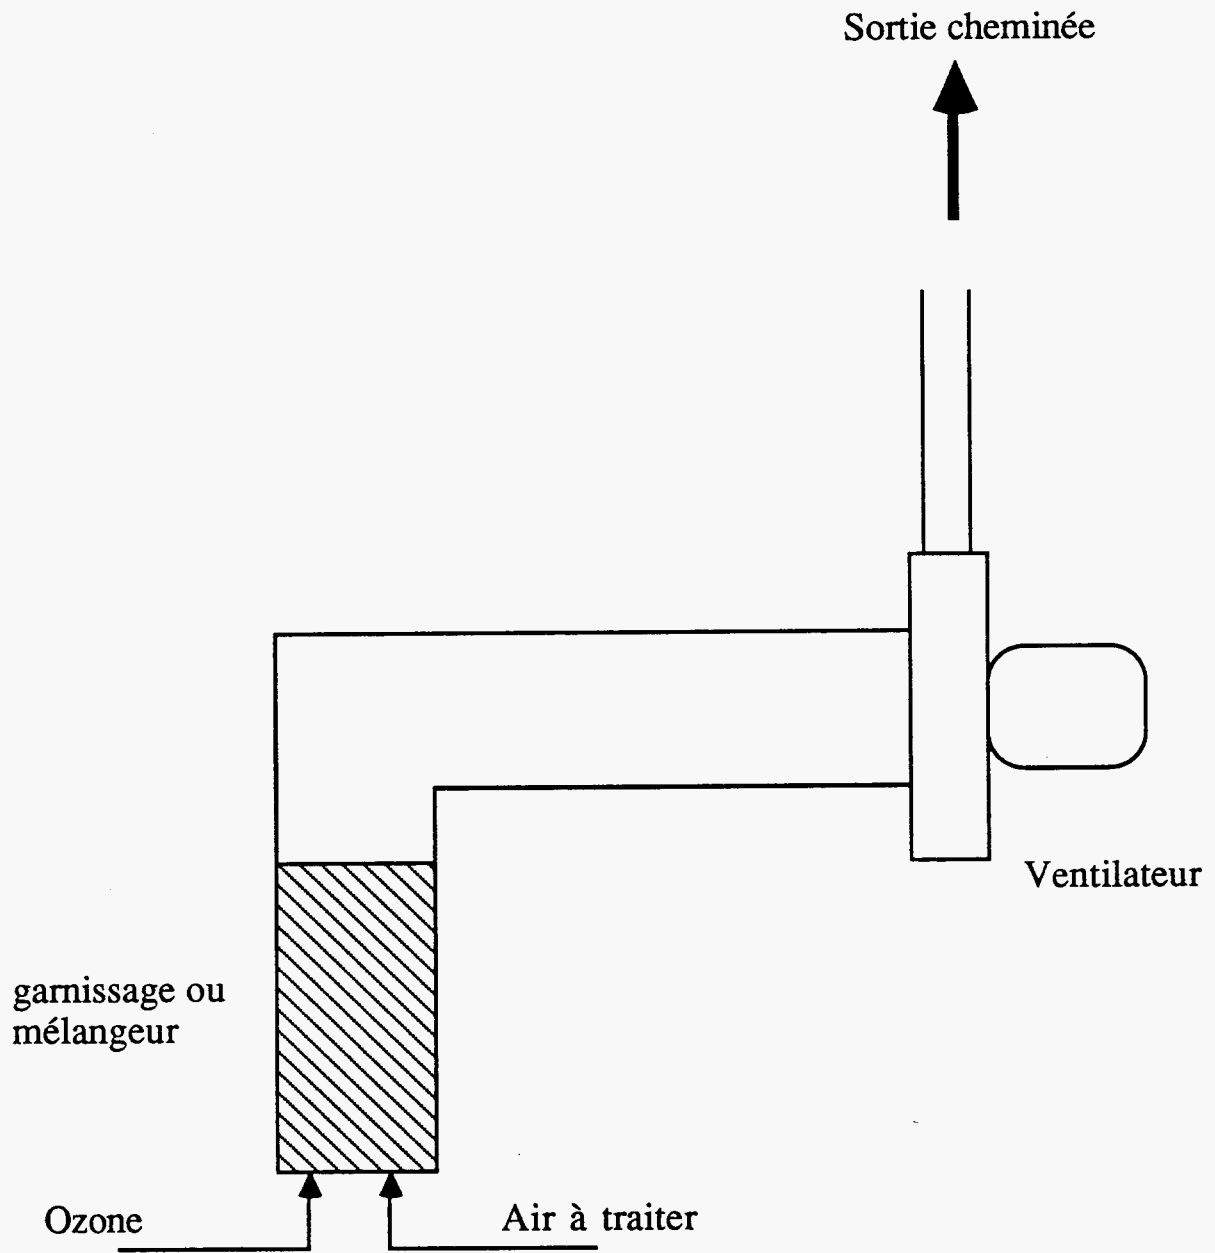 Sortie cheminée
Ventilateur
garnissage ou
mélangeur
Ozone
Air à traiter